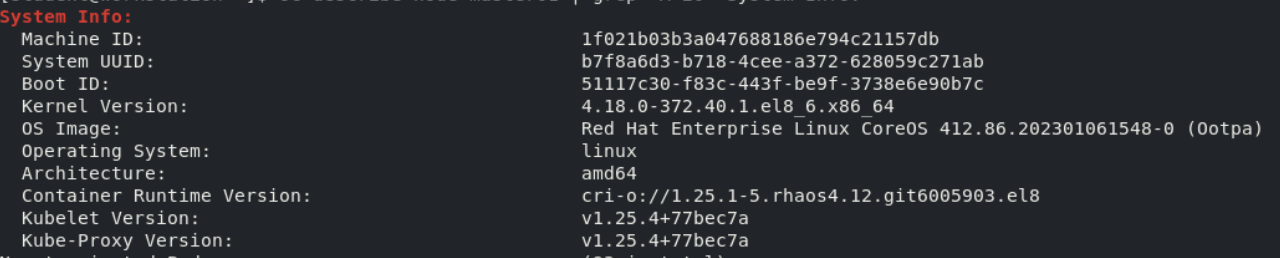 System Info:
Machine ID: 1f021b03b3a047688186e794c21157db
System UUID: b7f8a6d3-b718-4cee-a372-628059c271ab
Boot ID: 51117c30-f83c-443f-be9f-3738e6e90b7c
Kernel Version: 4.18.0-372.40.1.el8_6.x86_64
OS Image: Red Hat Enterprise Linux CoreOS 412.86.202301061548-0 (Ootpa)
Operating System: linux
Architecture: amd64
Container Runtime Version: cri-o://1.25.1-5.rhaos4.12.git6005903.el8
Kubelet Version: v1.25.4+77bec7a
Kube-Proxy Version: v1.25.4+77bec7a